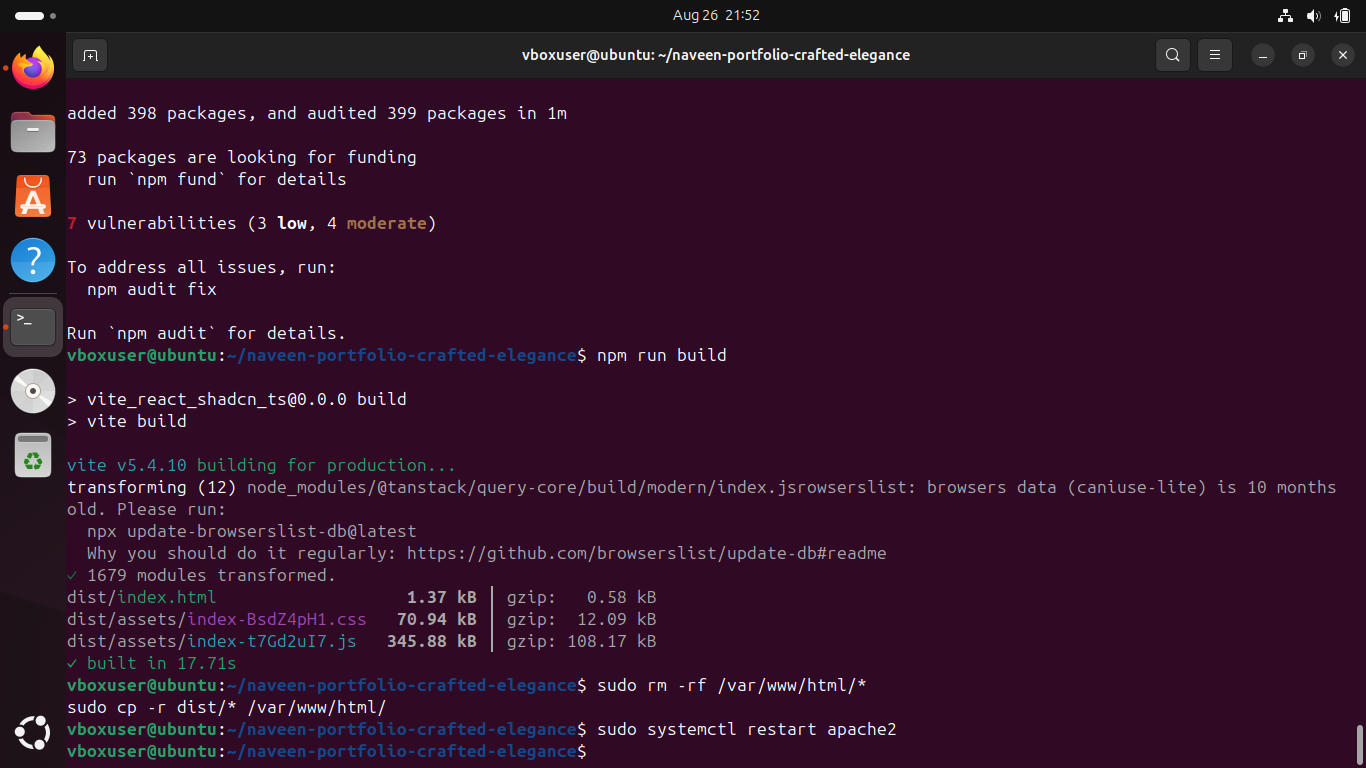 Aug 26 21:52
vboxuser@ubuntu: ~/naveen-portfolio-crafted-elegance
added 398 packages, and audited 399 packages in 1m
73 packages are looking for funding
  run `npm fund` for details
7 vulnerabilities (3 low, 4 moderate)
To address all issues, run:
  npm audit fix
Run `npm audit` for details.
vboxuser@ubuntu:~/naveen-portfolio-crafted-elegance$ npm run build
> vite_react_shadcn_ts@0.0.0 build
> vite build
vite v5.4.10 building for production...
transforming (12) node_modules/@tanstack/query-core/build/modern/index.jsrowserslist: browsers data (caniuse-lite) is 10 months
old. Please run:
  npx update-browserslist-db@latest
  Why you should do it regularly: https://github.com/browserslist/update-db#readme
✓ 1679 modules transformed.
dist/index.html                   1.37 kB │ gzip:   0.58 kB
dist/assets/index-BsdZ4pH1.css   70.94 kB │ gzip:  12.09 kB
dist/assets/index-t7Gd2uI7.js   345.88 kB │ gzip: 108.17 kB
✓ built in 17.71s
vboxuser@ubuntu:~/naveen-portfolio-crafted-elegance$ sudo rm -rf /var/www/html/*
sudo cp -r dist/* /var/www/html/
vboxuser@ubuntu:~/naveen-portfolio-crafted-elegance$ sudo systemctl restart apache2
vboxuser@ubuntu:~/naveen-portfolio-crafted-elegance$